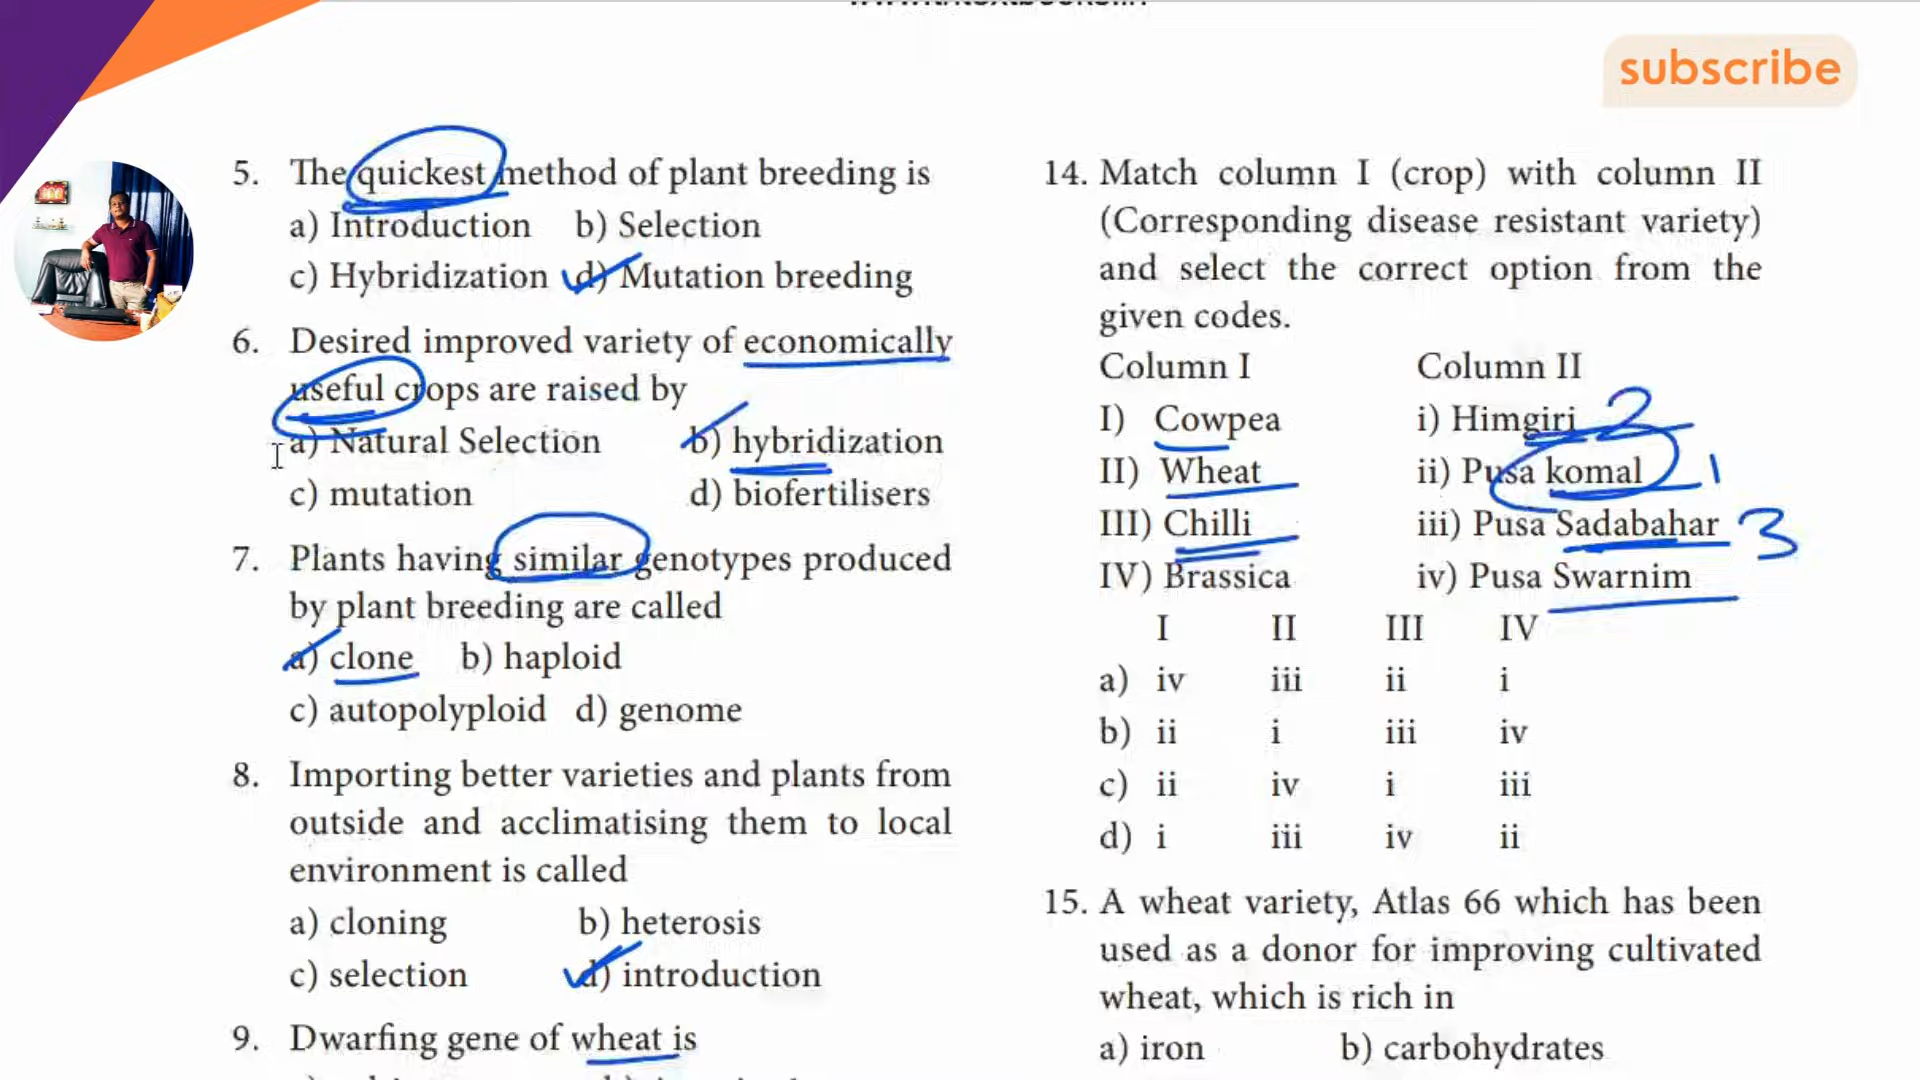 subscribe
5. The quickest method of plant breeding is
a) Introduction b) Selection
c) Hybridization d) Mutation breeding
6. Desired improved variety of economically
useful crops are raised by
a) Natural Selection b) hybridization
c) mutation d) biofertilisers
7. Plants having similar genotypes produced
by plant breeding are called
a) clone b) haploid
c) autopolyploid d) genome
8. Importing better varieties and plants from
outside and acclimatising them to local
environment is called
a) cloning b) heterosis
c) selection d) introduction
9. Dwarfing gene of wheat is
14. Match column I (crop) with column II
(Corresponding disease resistant variety)
and select the correct option from the
given codes.
Column I Column II
I) Cowpea i) Himgiri 2
II) Wheat ii) Pusa komal 1
III) Chilli iii) Pusa Sadabahar 3
IV) Brassica iv) Pusa Swarnim
I II III IV
a) iv iii ii i
b) ii i iii iv
c) ii iv i iii
d) i iii iv ii
15. A wheat variety, Atlas 66 which has been
used as a donor for improving cultivated
wheat, which is rich in
a) iron b) carbohydrates